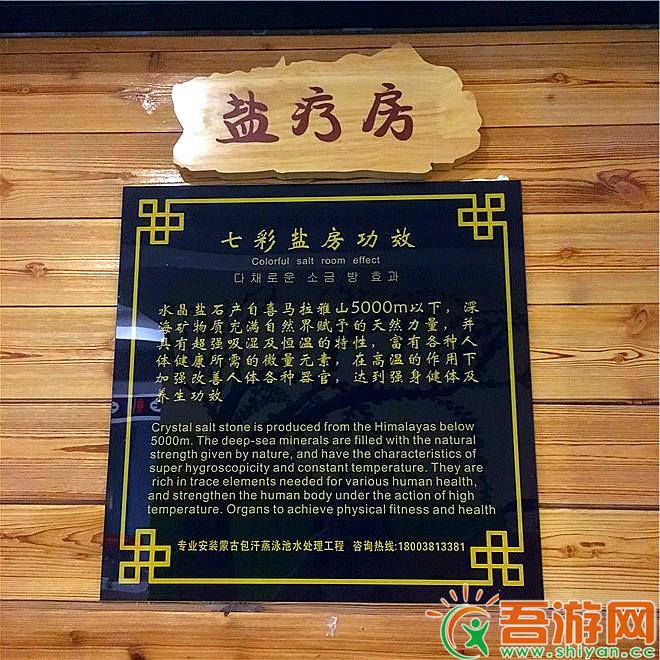 盐疗房
七彩盐房功效
Colorful salt room effect
다채로운 소금 방 효과
水晶盐石产自喜马拉雅山5000m以下，深
海矿物质充满自然界赋予的天然力量，并
具有超强吸湿及恒温的特性，富有各种人
体健康所需的微量元素，在高温的作用下
加强改善人体各种器官，达到强身健体及
养生功效
Crystal salt stone is produced from the Himalayas below
5000m. The deep-sea minerals are filled with the natural
strength given by nature, and have the characteristics of
super hygroscopicity and constant temperature. They are
rich in trace elements needed for various human health,
and strengthen the human body under the action of high
temperature. Organs to achieve physical fitness and health
专业安装蒙古包汗蒸泳池水处理工程 咨询热线:18003813381
吾游网
www.shiyan.cc